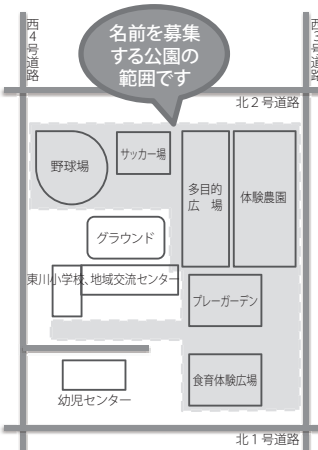 西4号道路
西3号道路
名前を募集
する公園の
範囲です
北2号道路
野球場
サッカー場
多目的
広 場
体験農園
グラウンド
東川小学校、地域交流センター
プレーガーデン
食育体験広場
幼児センター
北1号道路